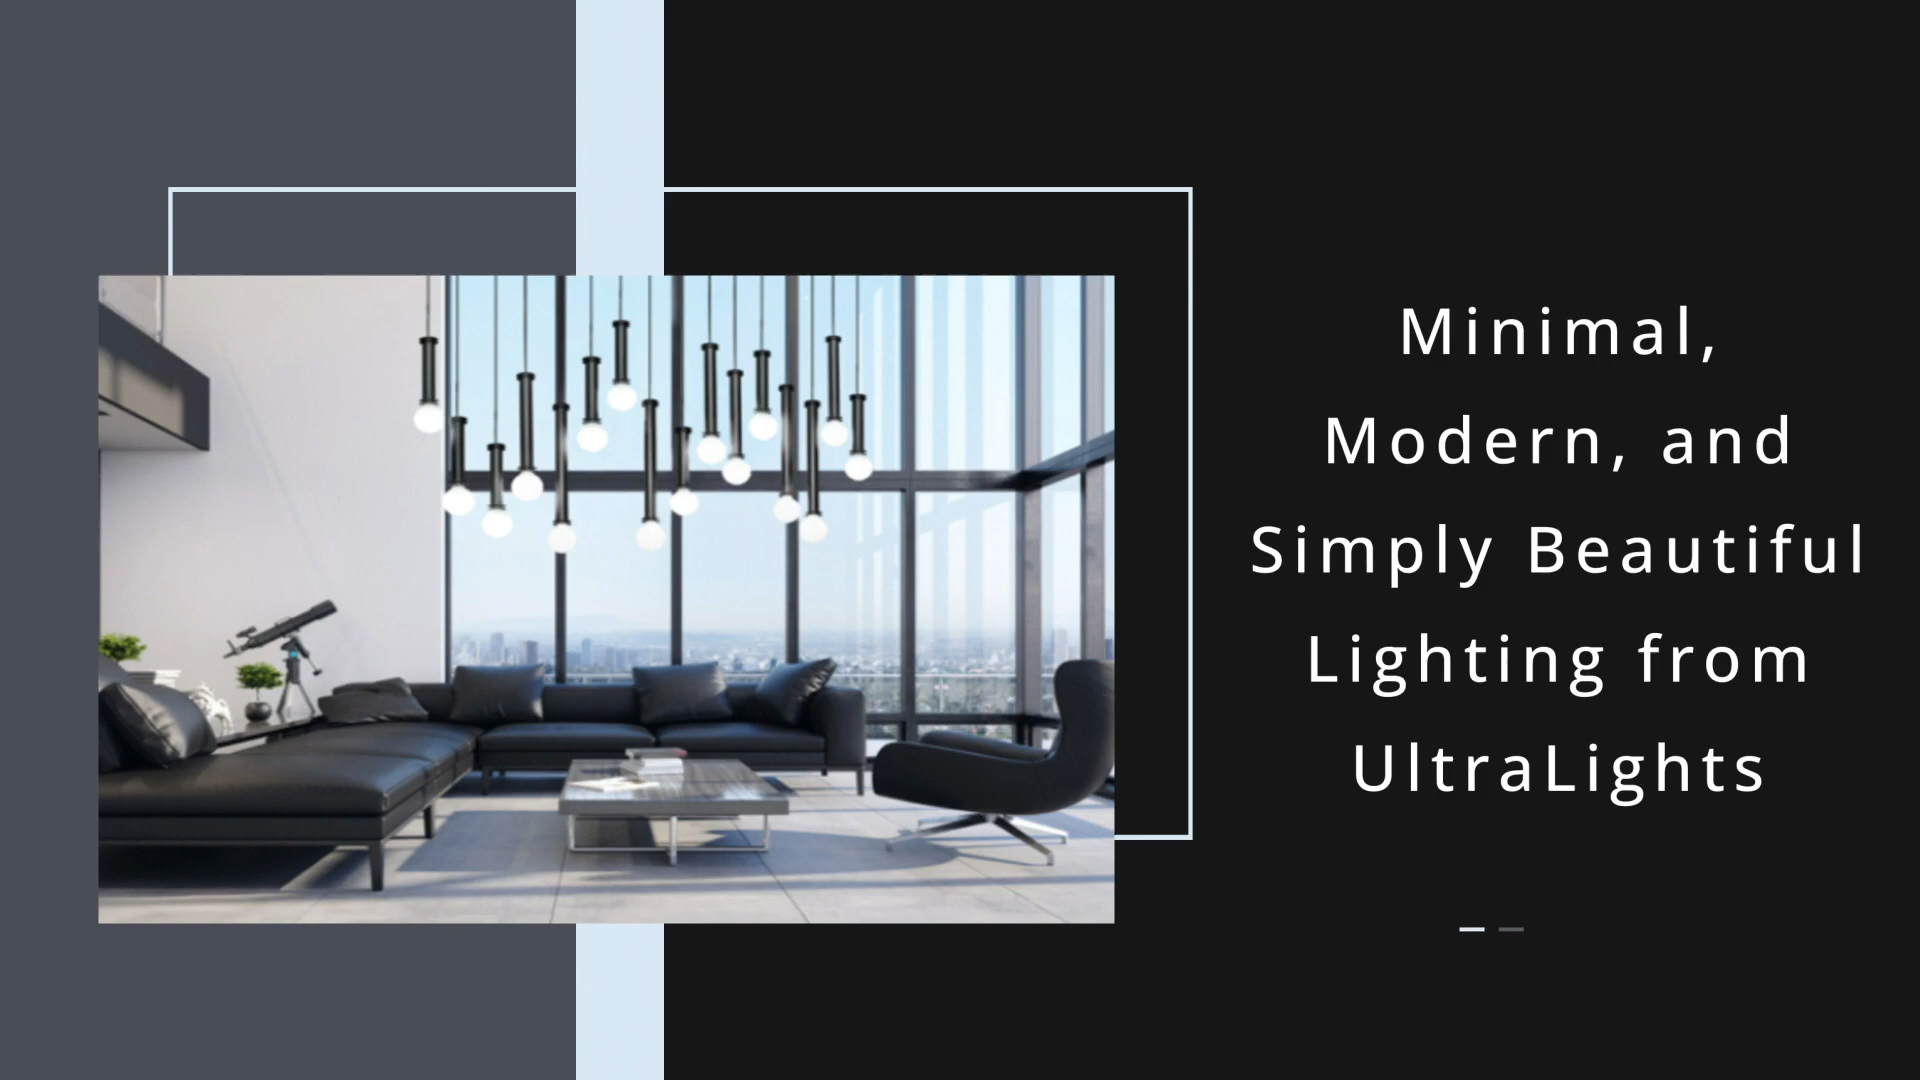 Minimal,
Modern, and
Simply Beautiful
Lighting from
UltraLights